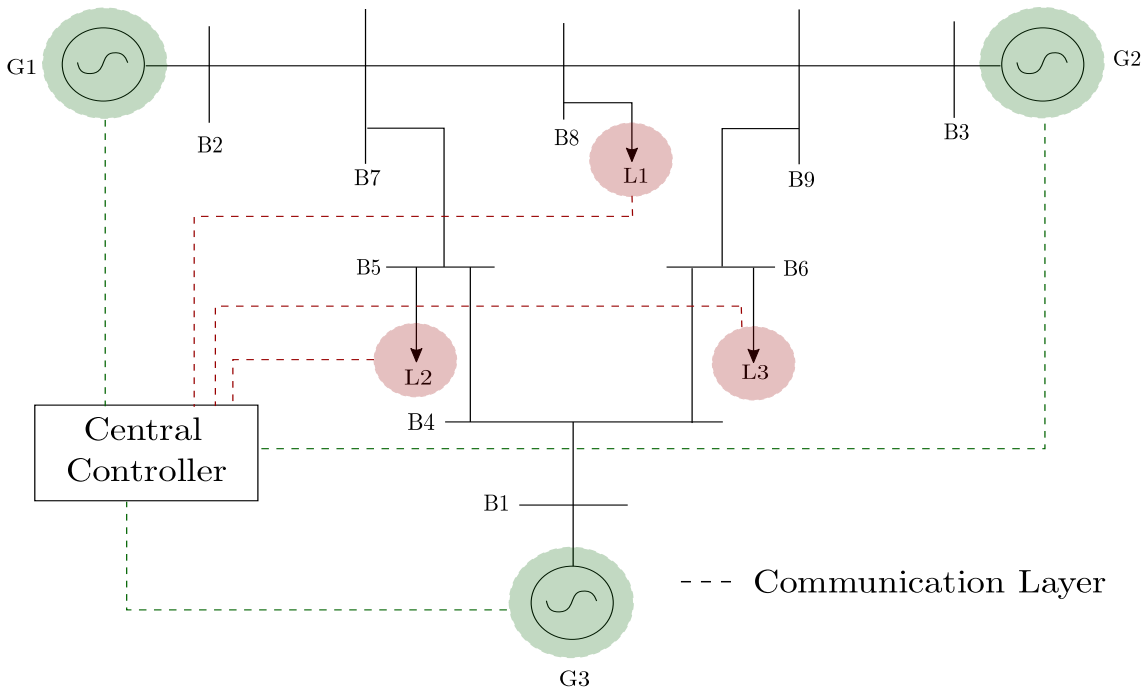 G1
G2
B2
B8
B3
B7
L1
B9
B5
B6
L2
L3
B4
Central
Controller
B1
Communication Layer
G3